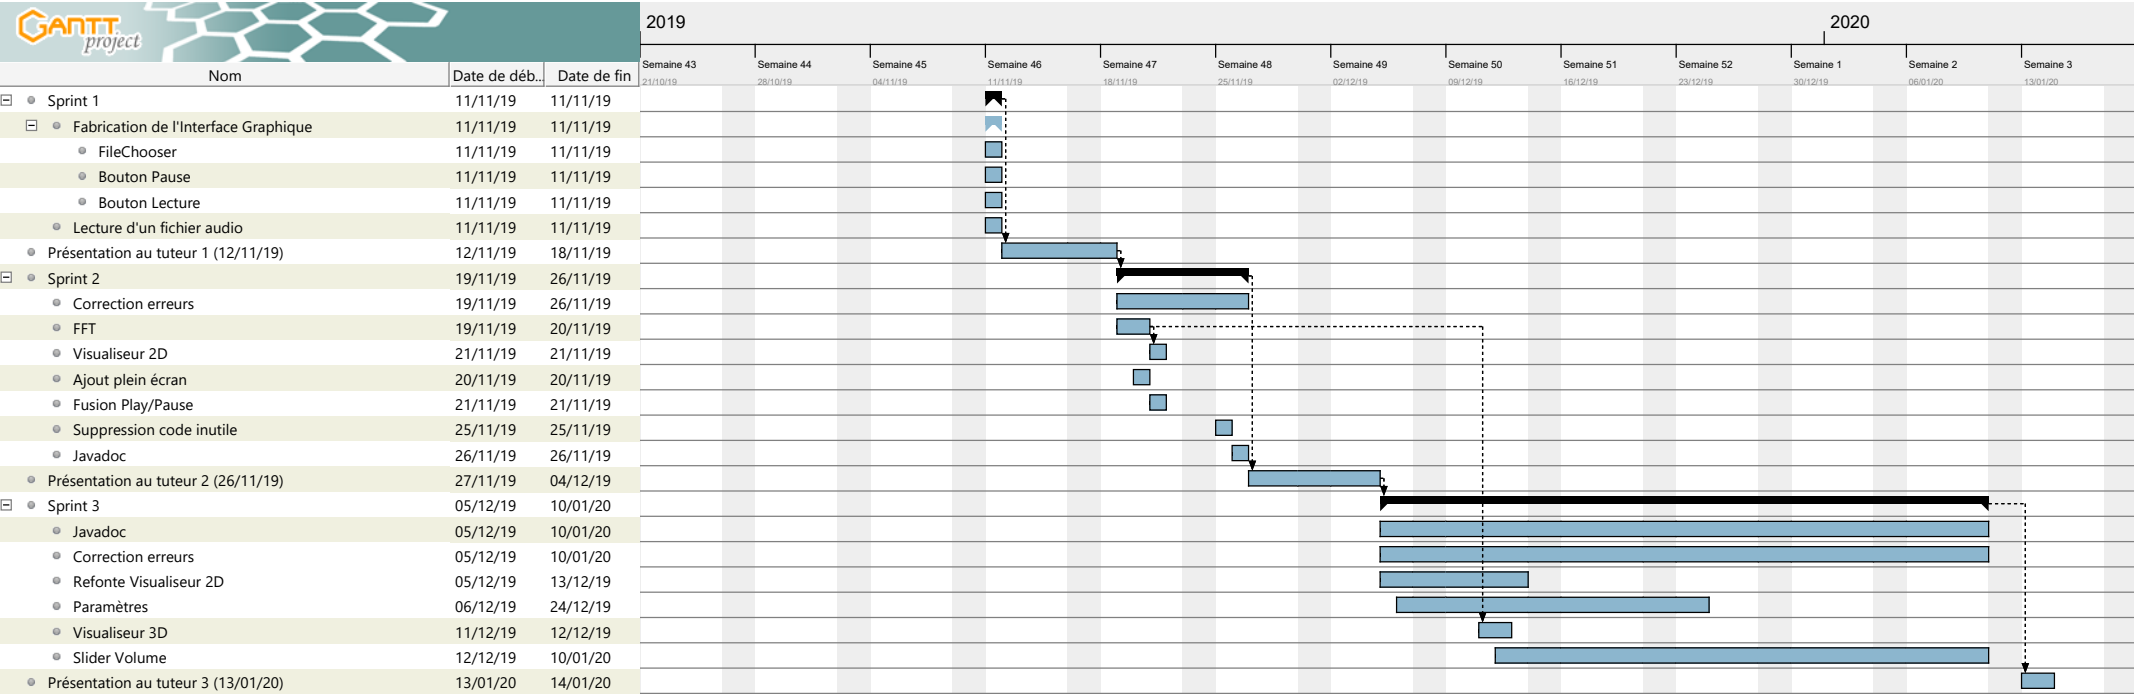 GANTT project
2019 2020
Nom Date de déb... Date de fin
Semaine 43 Semaine 44 Semaine 45 Semaine 46 Semaine 47 Semaine 48 Semaine 49 Semaine 50 Semaine 51 Semaine 52 Semaine 1 Semaine 2 Semaine 3
21/10/19 28/10/19 04/11/19 11/11/19 18/11/19 25/11/19 02/12/19 09/12/19 16/12/19 23/12/19 30/12/19 06/01/20 13/01/20
Sprint 1 11/11/19 11/11/19
Fabrication de l'Interface Graphique 11/11/19 11/11/19
FileChooser 11/11/19 11/11/19
Bouton Pause 11/11/19 11/11/19
Bouton Lecture 11/11/19 11/11/19
Lecture d'un fichier audio 11/11/19 11/11/19
Présentation au tuteur 1 (12/11/19) 12/11/19 18/11/19
Sprint 2 19/11/19 26/11/19
Correction erreurs 19/11/19 26/11/19
FFT 19/11/19 20/11/19
Visualiseur 2D 21/11/19 21/11/19
Ajout plein écran 20/11/19 20/11/19
Fusion Play/Pause 21/11/19 21/11/19
Suppression code inutile 25/11/19 25/11/19
Javadoc 26/11/19 26/11/19
Présentation au tuteur 2 (26/11/19) 27/11/19 04/12/19
Sprint 3 05/12/19 10/01/20
Javadoc 05/12/19 10/01/20
Correction erreurs 05/12/19 10/01/20
Refonte Visualiseur 2D 05/12/19 13/12/19
Paramètres 06/12/19 24/12/19
Visualiseur 3D 11/12/19 12/12/19
Slider Volume 12/12/19 10/01/20
Présentation au tuteur 3 (13/01/20) 13/01/20 14/01/20